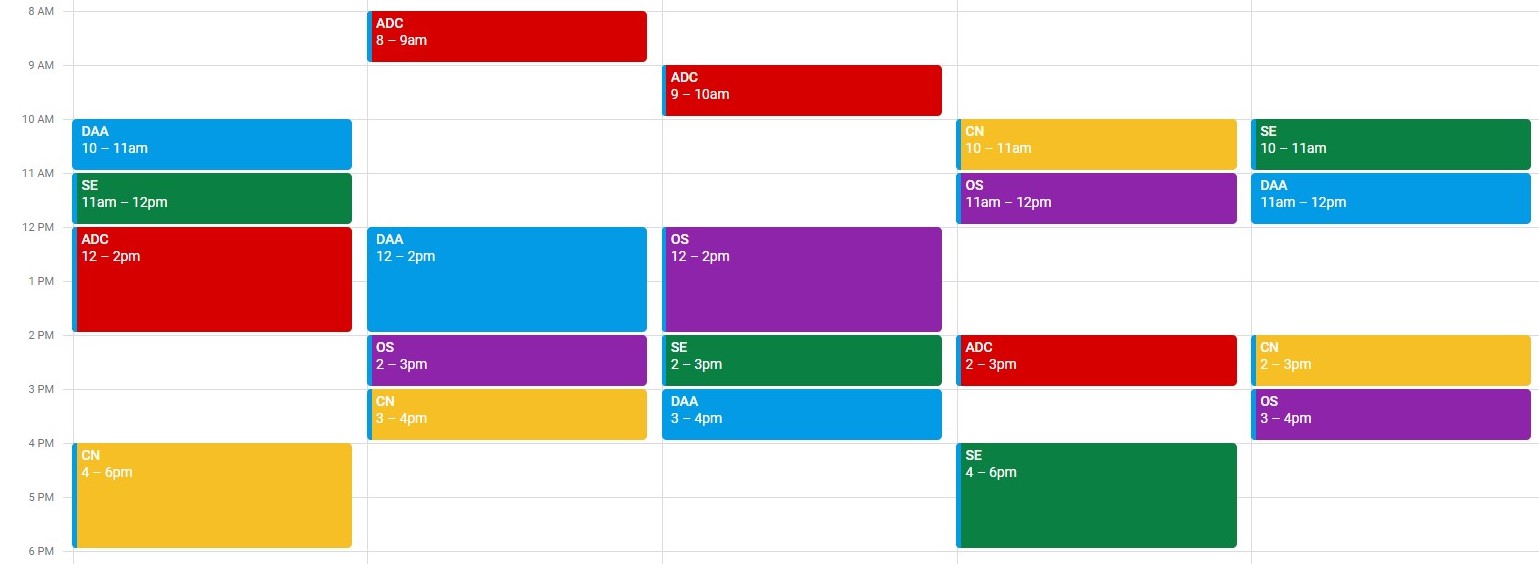 8 AM
ADC
8 – 9am
9 AM
ADC
9 – 10am
10 AM
DAA
10 – 11am
CN
10 – 11am
SE
10 – 11am
11 AM
SE
11am – 12pm
OS
11am – 12pm
DAA
11am – 12pm
12 PM
ADC
12 – 2pm
DAA
12 – 2pm
OS
12 – 2pm
1 PM
2 PM
OS
2 – 3pm
SE
2 – 3pm
ADC
2 – 3pm
CN
2 – 3pm
3 PM
CN
3 – 4pm
DAA
3 – 4pm
OS
3 – 4pm
4 PM
CN
4 – 6pm
SE
4 – 6pm
5 PM
6 PM